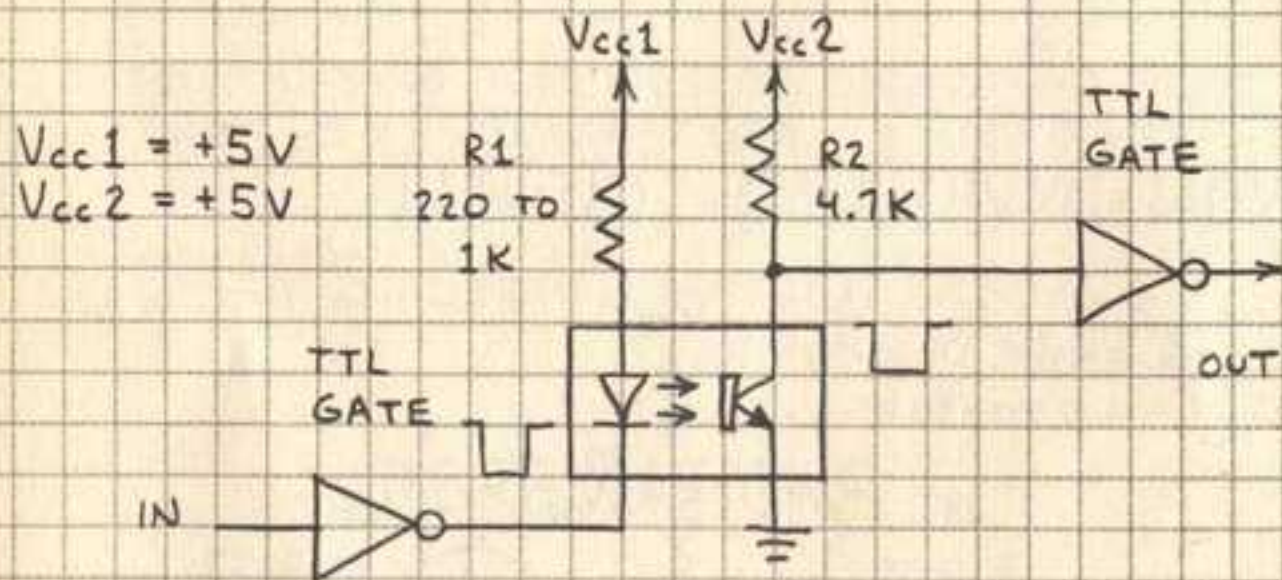 Vcc1
Vcc2
Vcc1 = +5V
Vcc2 = +5V
R1
220 TO
1K
R2
4.7K
TTL
GATE
TTL
GATE
IN
OUT